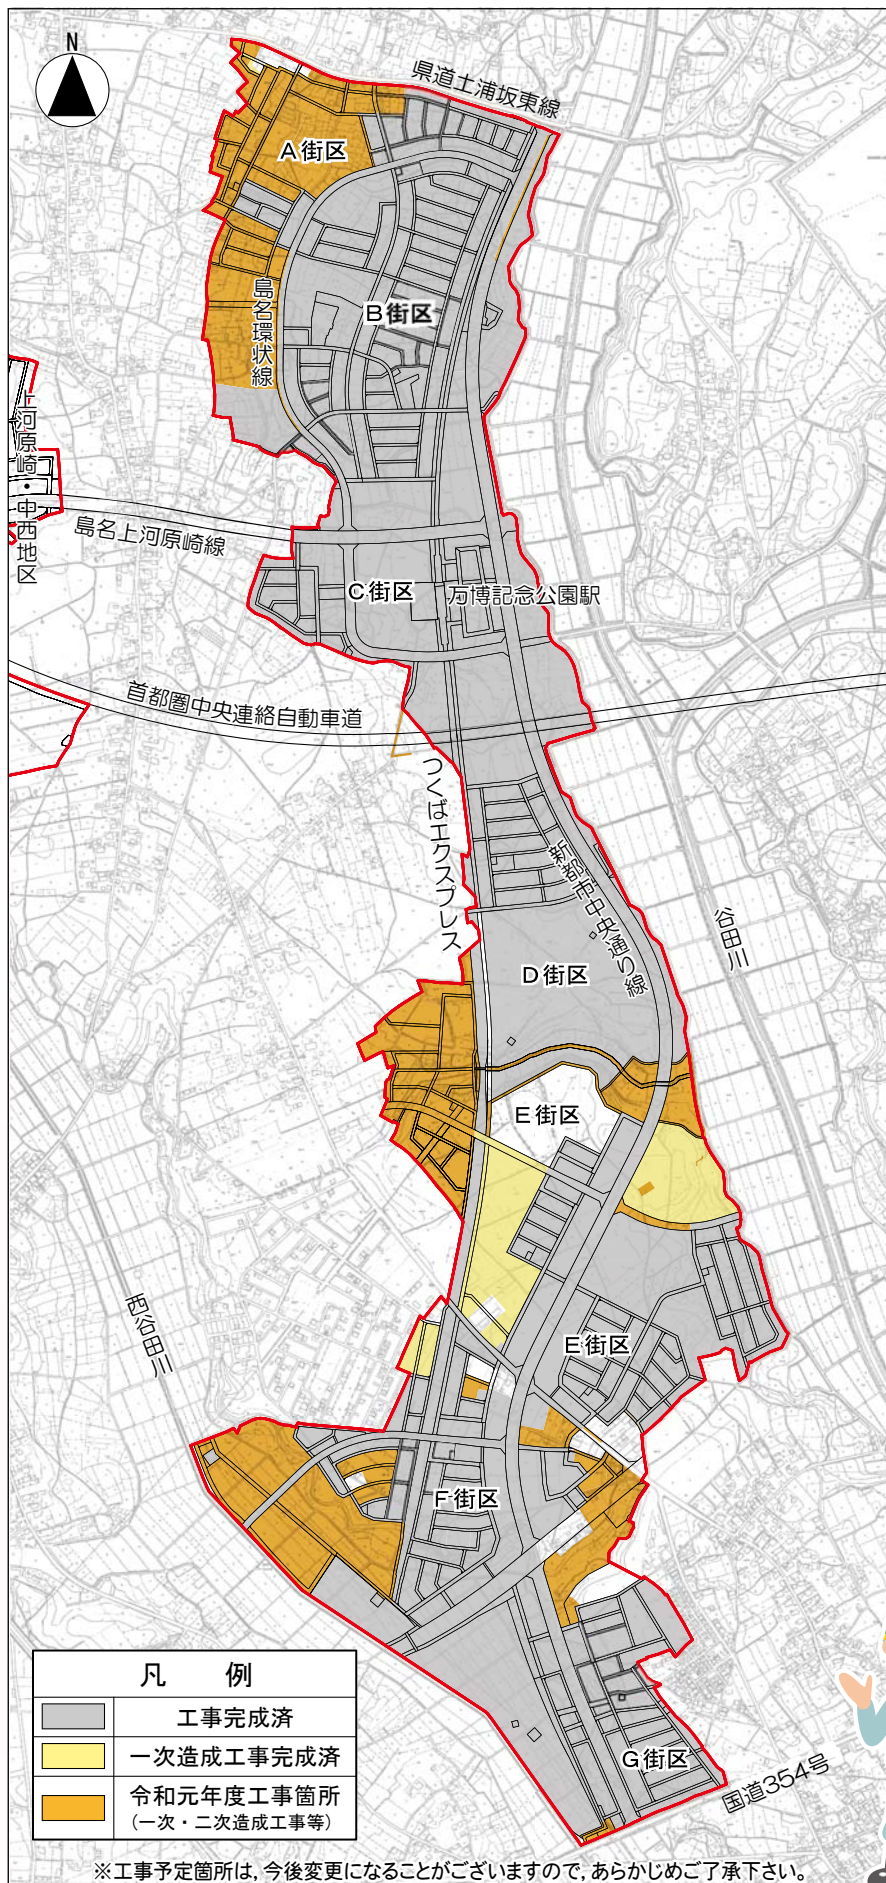 N
県道土浦坂東線
A街区
島名環状線
B街区
上河原崎・中西地区
島名上河原崎線
C街区
万博記念公園駅
首都圏中央連絡自動車道
つくばエクスプレス
新都市中央通り線
谷田川
D街区
E街区
西谷田川
E街区
F街区
G街区
国道354号
凡 例
工事完成済
一次造成工事完成済
令和元年度工事箇所
(一次・二次造成工事等)
※工事予定箇所は,今後変更になることがございますので,あらかじめご了承下さい。